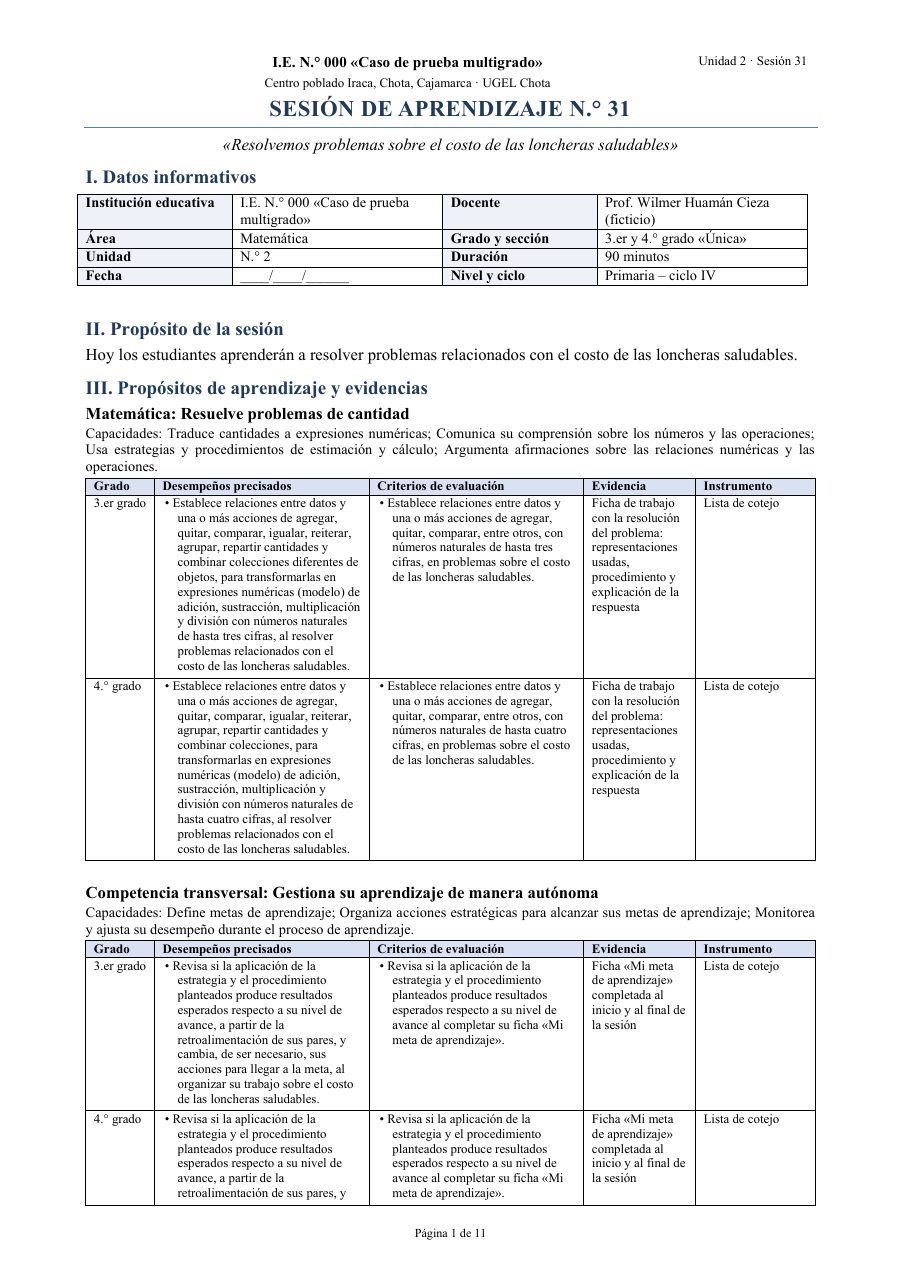 I.E. N.° 000 «Caso de prueba multigrado»
Unidad 2 · Sesión 31
Centro poblado Iraca, Chota, Cajamarca · UGEL Chota
SESIÓN DE APRENDIZAJE N.° 31
«Resolvemos problemas sobre el costo de las loncheras saludables»
I. Datos informativos
Institución educativa
I.E. N.° 000 «Caso de prueba
multigrado»
Docente
Prof. Wilmer Huamán Cieza
(ficticio)
Área
Matemática
Grado y sección
3.er y 4.° grado «Única»
Unidad
N.° 2
Duración
90 minutos
Fecha
____/____/______
Nivel y ciclo
Primaria – ciclo IV
II. Propósito de la sesión
Hoy los estudiantes aprenderán a resolver problemas relacionados con el costo de las loncheras saludables.
III. Propósitos de aprendizaje y evidencias
Matemática: Resuelve problemas de cantidad
Capacidades: Traduce cantidades a expresiones numéricas; Comunica su comprensión sobre los números y las operaciones;
Usa estrategias y procedimientos de estimación y cálculo; Argumenta afirmaciones sobre las relaciones numéricas y las
operaciones.
Grado
Desempeños precisados
Criterios de evaluación
Evidencia
Instrumento
3.er grado
• Establece relaciones entre datos y
una o más acciones de agregar,
quitar, comparar, igualar, reiterar,
agrupar, repartir cantidades y
combinar colecciones diferentes de
objetos, para transformarlas en
expresiones numéricas (modelo) de
adición, sustracción, multiplicación
y división con números naturales
de hasta tres cifras, al resolver
problemas relacionados con el
costo de las loncheras saludables.
• Establece relaciones entre datos y
una o más acciones de agregar,
quitar, comparar, entre otros, con
números naturales de hasta tres
cifras, en problemas sobre el costo
de las loncheras saludables.
Ficha de trabajo
con la resolución
del problema:
representaciones
usadas,
procedimiento y
explicación de la
respuesta
Lista de cotejo
4.° grado
• Establece relaciones entre datos y
una o más acciones de agregar,
quitar, comparar, igualar, reiterar,
agrupar, repartir cantidades y
combinar colecciones, para
transformarlas en expresiones
numéricas (modelo) de adición,
sustracción, multiplicación y
división con números naturales de
hasta cuatro cifras, al resolver
problemas relacionados con el
costo de las loncheras saludables.
• Establece relaciones entre datos y
una o más acciones de agregar,
quitar, comparar, entre otros, con
números naturales de hasta cuatro
cifras, en problemas sobre el costo
de las loncheras saludables.
Ficha de trabajo
con la resolución
del problema:
representaciones
usadas,
procedimiento y
explicación de la
respuesta
Lista de cotejo
Competencia transversal: Gestiona su aprendizaje de manera autónoma
Capacidades: Define metas de aprendizaje; Organiza acciones estratégicas para alcanzar sus metas de aprendizaje; Monitorea
y ajusta su desempeño durante el proceso de aprendizaje.
Grado
Desempeños precisados
Criterios de evaluación
Evidencia
Instrumento
3.er grado
• Revisa si la aplicación de la
estrategia y el procedimiento
planteados produce resultados
esperados respecto a su nivel de
avance, a partir de la
retroalimentación de sus pares, y
cambia, de ser necesario, sus
acciones para llegar a la meta, al
organizar su trabajo sobre el costo
de las loncheras saludables.
• Revisa si la aplicación de la
estrategia y el procedimiento
planteados produce resultados
esperados respecto a su nivel de
avance al completar su ficha «Mi
meta de aprendizaje».
Ficha «Mi meta
de aprendizaje»
completada al
inicio y al final de
la sesión
Lista de cotejo
4.° grado
• Revisa si la aplicación de la
estrategia y el procedimiento
planteados produce resultados
esperados respecto a su nivel de
avance, a partir de la
retroalimentación de sus pares, y
• Revisa si la aplicación de la
estrategia y el procedimiento
planteados produce resultados
esperados respecto a su nivel de
avance al completar su ficha «Mi
meta de aprendizaje».
Ficha «Mi meta
de aprendizaje»
completada al
inicio y al final de
la sesión
Lista de cotejo
Página 1 de 11